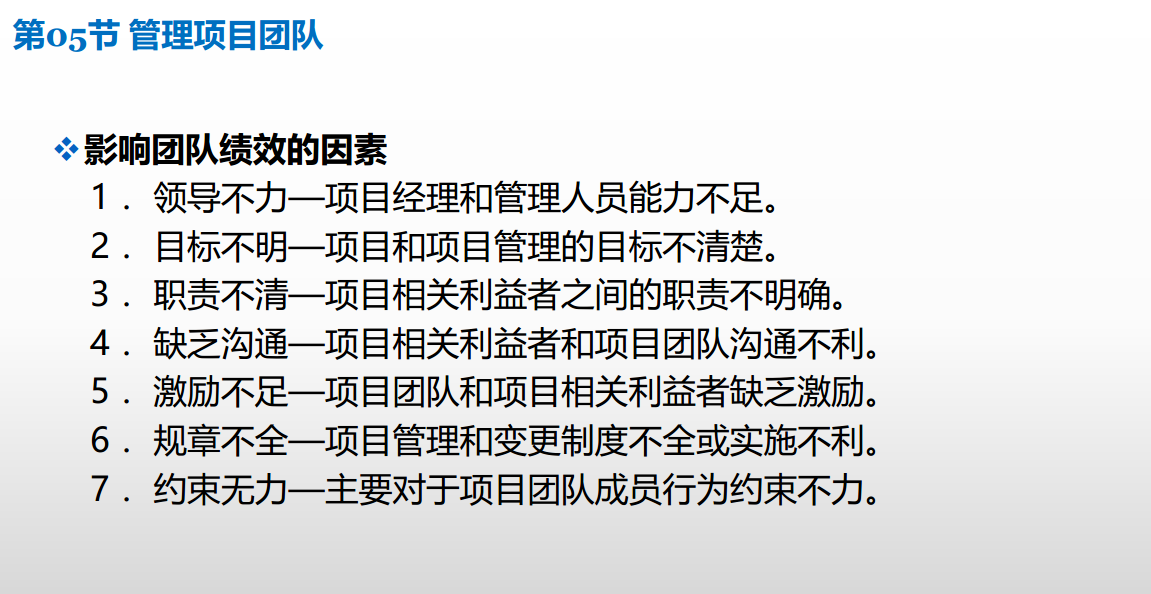 第05节 管理项目团队
❖影响团队绩效的因素
1．领导不力—项目经理和管理人员能力不足。
2．目标不明—项目和项目管理的目标不清楚。
3．职责不清—项目相关利益者之间的职责不明确。
4．缺乏沟通—项目相关利益者和项目团队沟通不利。
5．激励不足—项目团队和项目相关利益者缺乏激励。
6．规章不全—项目管理和变更制度不全或实施不利。
7．约束无力—主要对于项目团队成员行为约束不力。